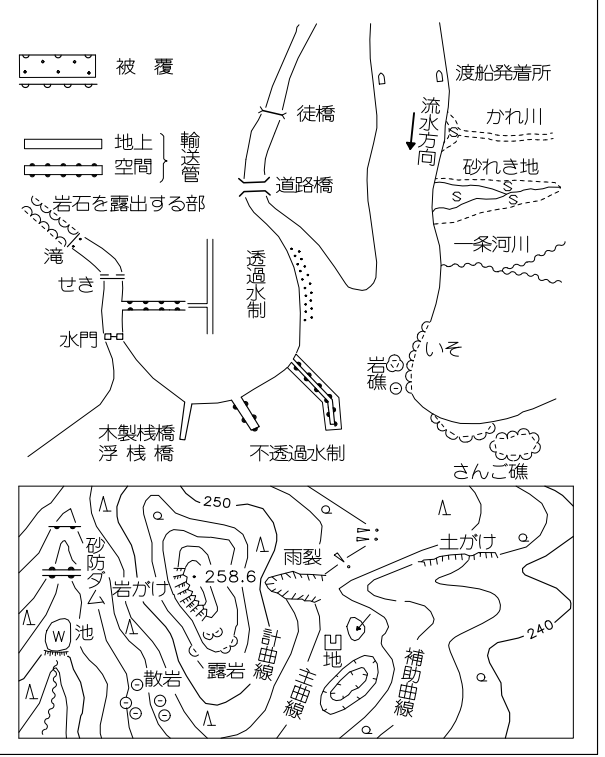 被覆
渡船発着所
流水方向
かれ川
徒橋
地上
空間
輸送管
砂れき地
道路橋
岩石を露出する部
滝
一条河川
透過水制
せき
水門
いそ
岩礁
木製桟橋
浮桟橋
不透過水制
さんご礁
250
砂防ダム
土がけ
雨裂
岩がけ
258.6
池
W
240
計曲線
凹地
補助曲線
主曲線
露岩
散岩
S
S
S